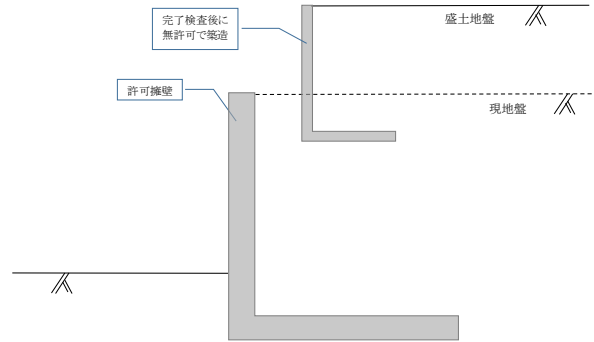 完了検査後に
無許可で築造
盛土地盤
許可擁壁
現地盤